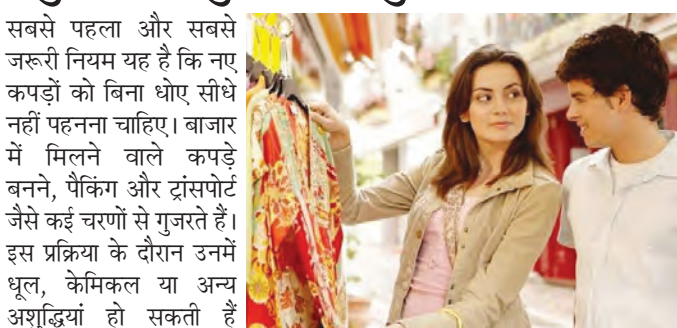 सबसे पहला और सबसे
जरूरी नियम यह है कि नए
कपड़ों को बिना धोए सीधे
नहीं पहनना चाहिए। बाजार
में मिलने वाले कपड़े
बनने, पैकिंग और ट्रांसपोर्ट
जैसे कई चरणों से गुजरते हैं।
इस प्रक्रिया के दौरान उनमें
धूल, केमिकल या अन्य
अशुद्धियां हो सकती हैं